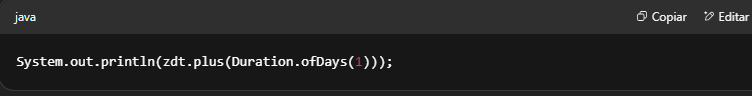 java Copiar Editar
System.out.println(zdt.plus(Duration.ofDays(1)));